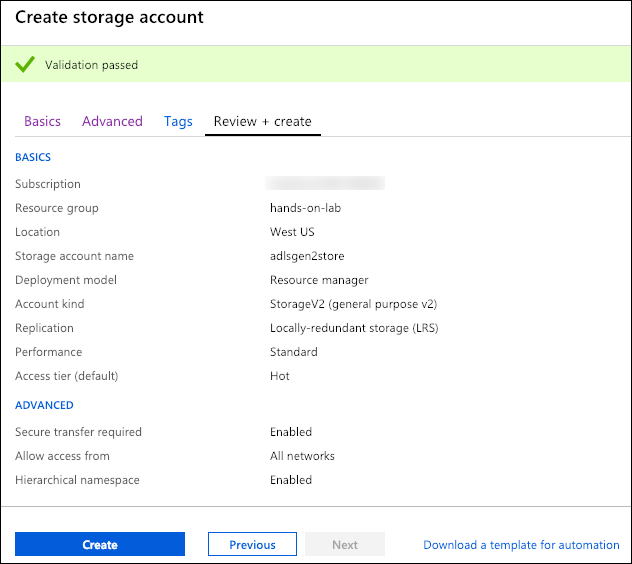 Create storage account
Validation passed
Basics Advanced Tags Review + create
BASICS
Subscription
Resource group hands-on-lab
Location West US
Storage account name adlsgen2store
Deployment model Resource manager
Account kind StorageV2 (general purpose v2)
Replication Locally-redundant storage (LRS)
Performance Standard
Access tier (default) Hot
ADVANCED
Secure transfer required Enabled
Allow access from All networks
Hierarchical namespace Enabled
Create Previous Next Download a template for automation